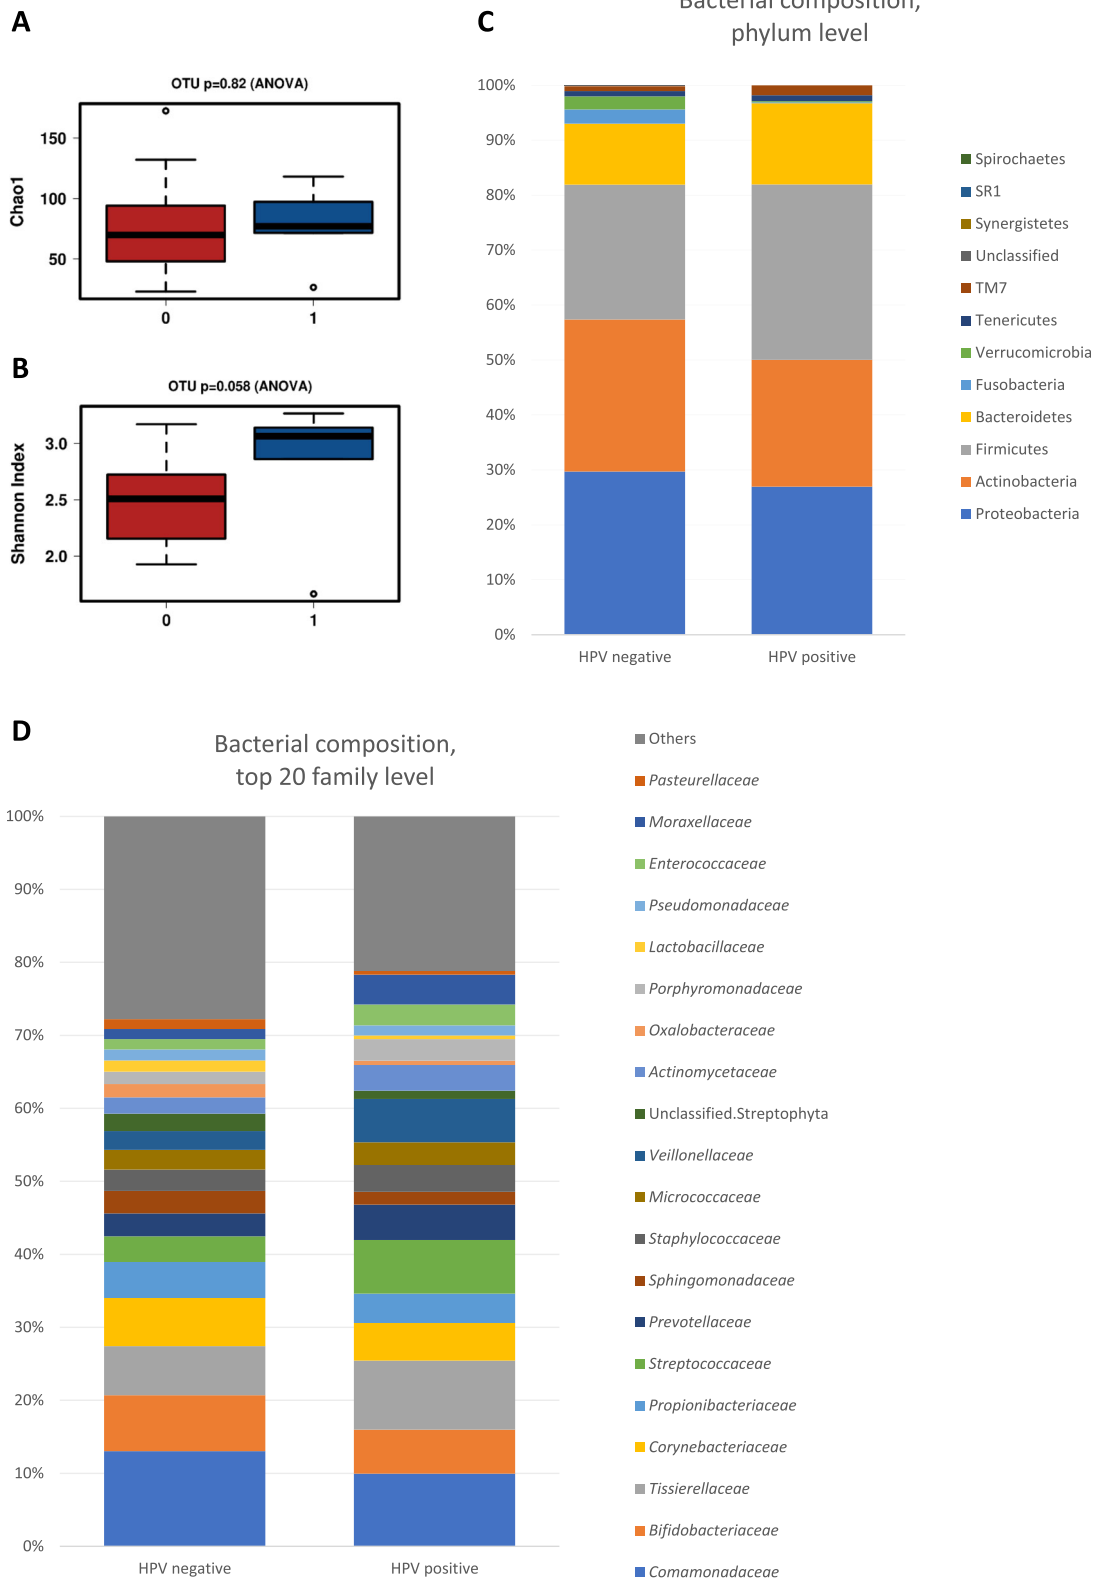 A
OTU p=0.82 (ANOVA)
Chao1
150
100
50
0
1
B
OTU p=0.058 (ANOVA)
Shannon Index
3.0
2.5
2.0
0
1
C
Bacterial composition,
phylum level
100%
90%
80%
70%
60%
50%
40%
30%
20%
10%
0%
HPV negative
HPV positive
Spirochaetes
SR1
Synergistetes
Unclassified
TM7
Tenericutes
Verrucomicrobia
Fusobacteria
Bacteroidetes
Firmicutes
Actinobacteria
Proteobacteria
D
Bacterial composition,
top 20 family level
100%
90%
80%
70%
60%
50%
40%
30%
20%
10%
0%
HPV negative
HPV positive
Others
Pasteurellaceae
Moraxellaceae
Enterococcaceae
Pseudomonadaceae
Lactobacillaceae
Porphyromonadaceae
Oxalobacteraceae
Actinomycetaceae
Unclassified.Streptophyta
Veillonellaceae
Micrococcaceae
Staphylococcaceae
Sphingomonadaceae
Prevotellaceae
Streptococcaceae
Propionibacteriaceae
Corynebacteriaceae
Tissierellaceae
Bifidobacteriaceae
Comamonadaceae